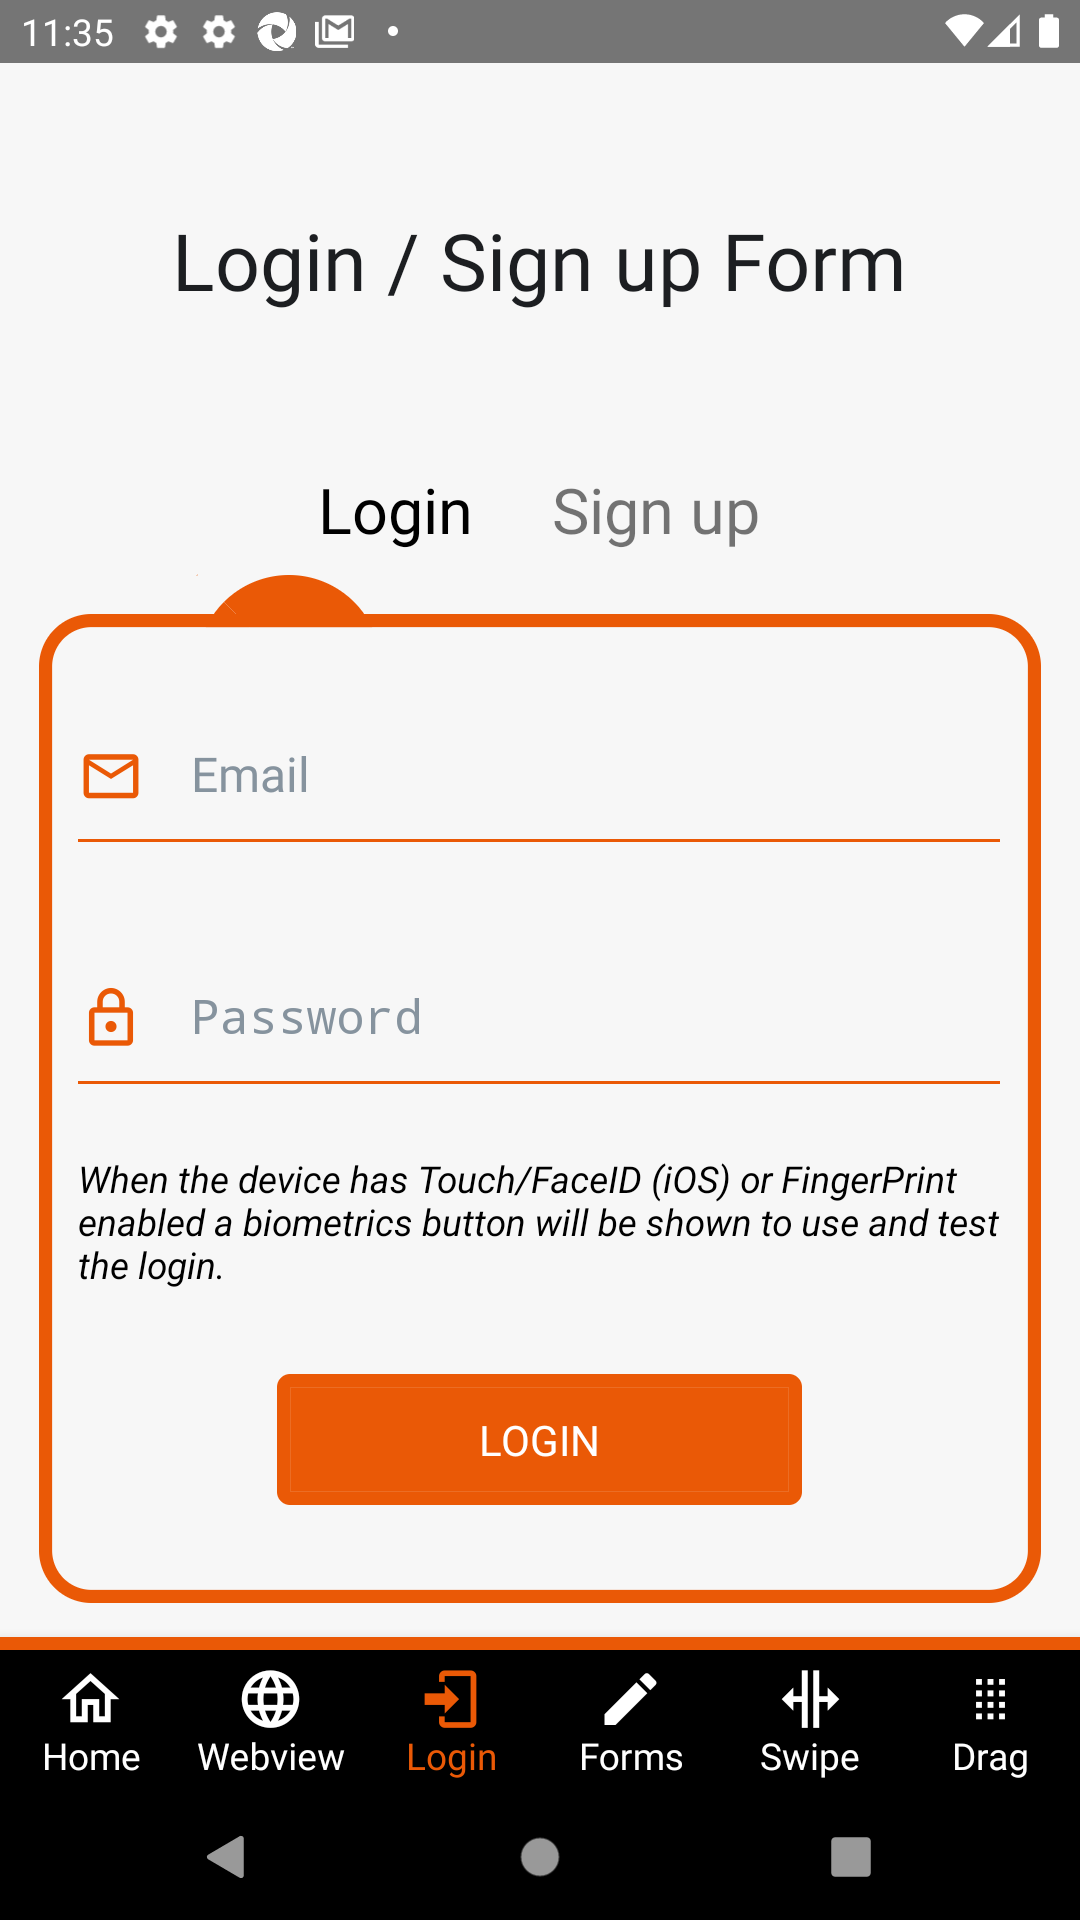 11:35
Login / Sign up Form
Login Sign up
Email
Password
When the device has Touch/FaceID (iOS) or FingerPrint
enabled a biometrics button will be shown to use and test
the login.
LOGIN
Home Webview Login Forms Swipe Drag